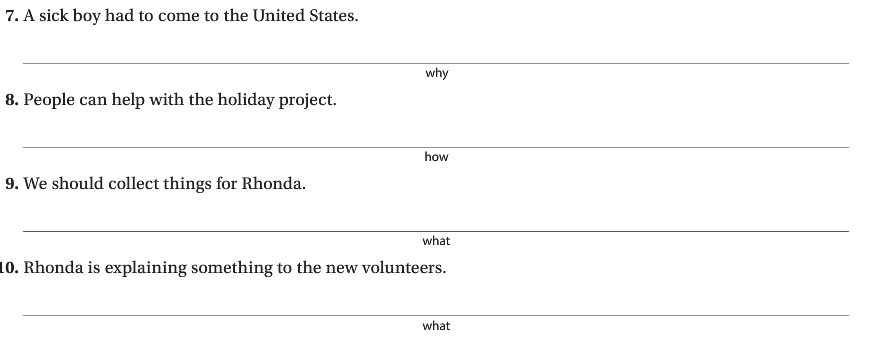 7. A sick boy had to come to the United States.
why
8. People can help with the holiday project.
how
9. We should collect things for Rhonda.
what
10. Rhonda is explaining something to the new volunteers.
what